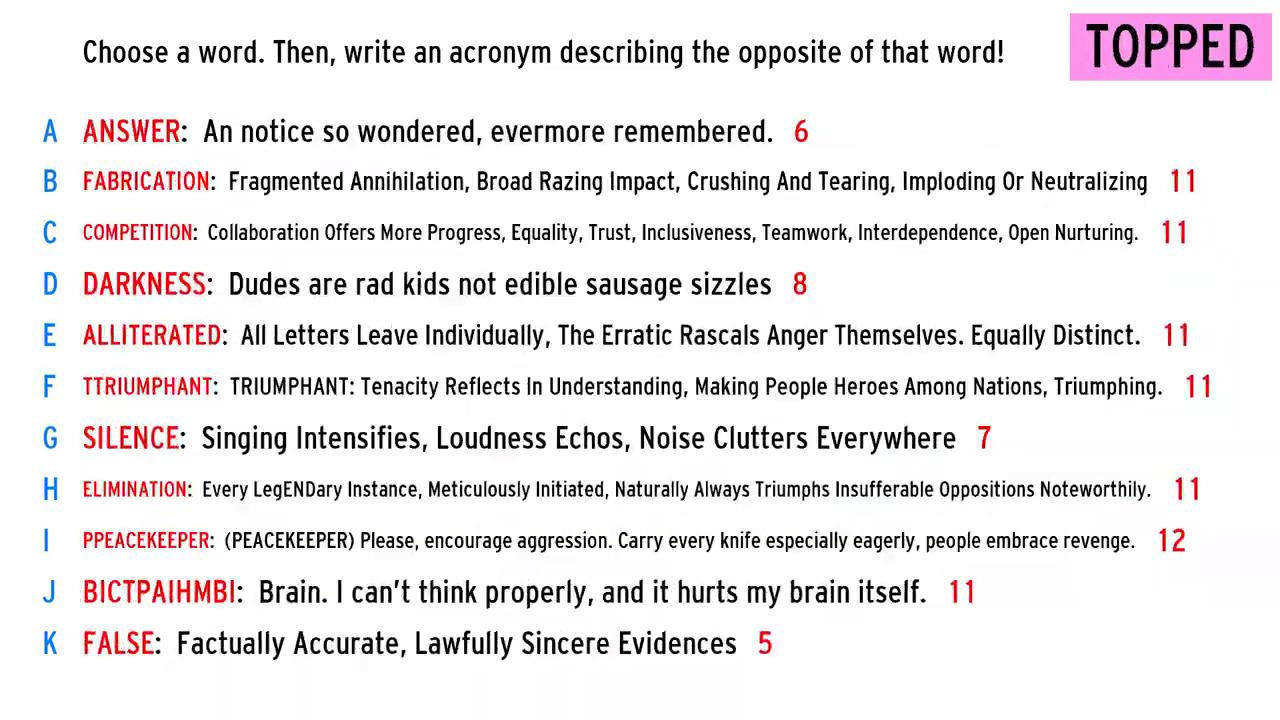 Choose a word. Then, write an acronym describing the opposite of that word!
TOPPED
A ANSWER: An notice so wondered, evermore remembered. 6
B FABRICATION: Fragmented Annihilation, Broad Razing Impact, Crushing And Tearing, Imploding Or Neutralizing 11
C COMPETITION: Collaboration Offers More Progress, Equality, Trust, Inclusiveness, Teamwork, Interdependence, Open Nurturing. 11
D DARKNESS: Dudes are rad kids not edible sausage sizzles 8
E ALLITERATED: All Letters Leave Individually, The Erratic Rascals Anger Themselves. Equally Distinct. 11
F TTRIUMPHANT: TRIUMPHANT: Tenacity Reflects In Understanding, Making People Heroes Among Nations, Triumphing. 11
G SILENCE: Singing Intensifies, Loudness Echos, Noise Clutters Everywhere 7
H ELIMINATION: Every LegENDary Instance, Meticulously Initiated, Naturally Always Triumphs Insufferable Oppositions Noteworthily. 11
I PPEACEKEEPER: (PEACEKEEPER) Please, encourage aggression. Carry every knife especially eagerly, people embrace revenge. 12
J BICTPAIHMBI: Brain. I can't think properly, and it hurts my brain itself. 11
K FALSE: Factually Accurate, Lawfully Sincere Evidences 5